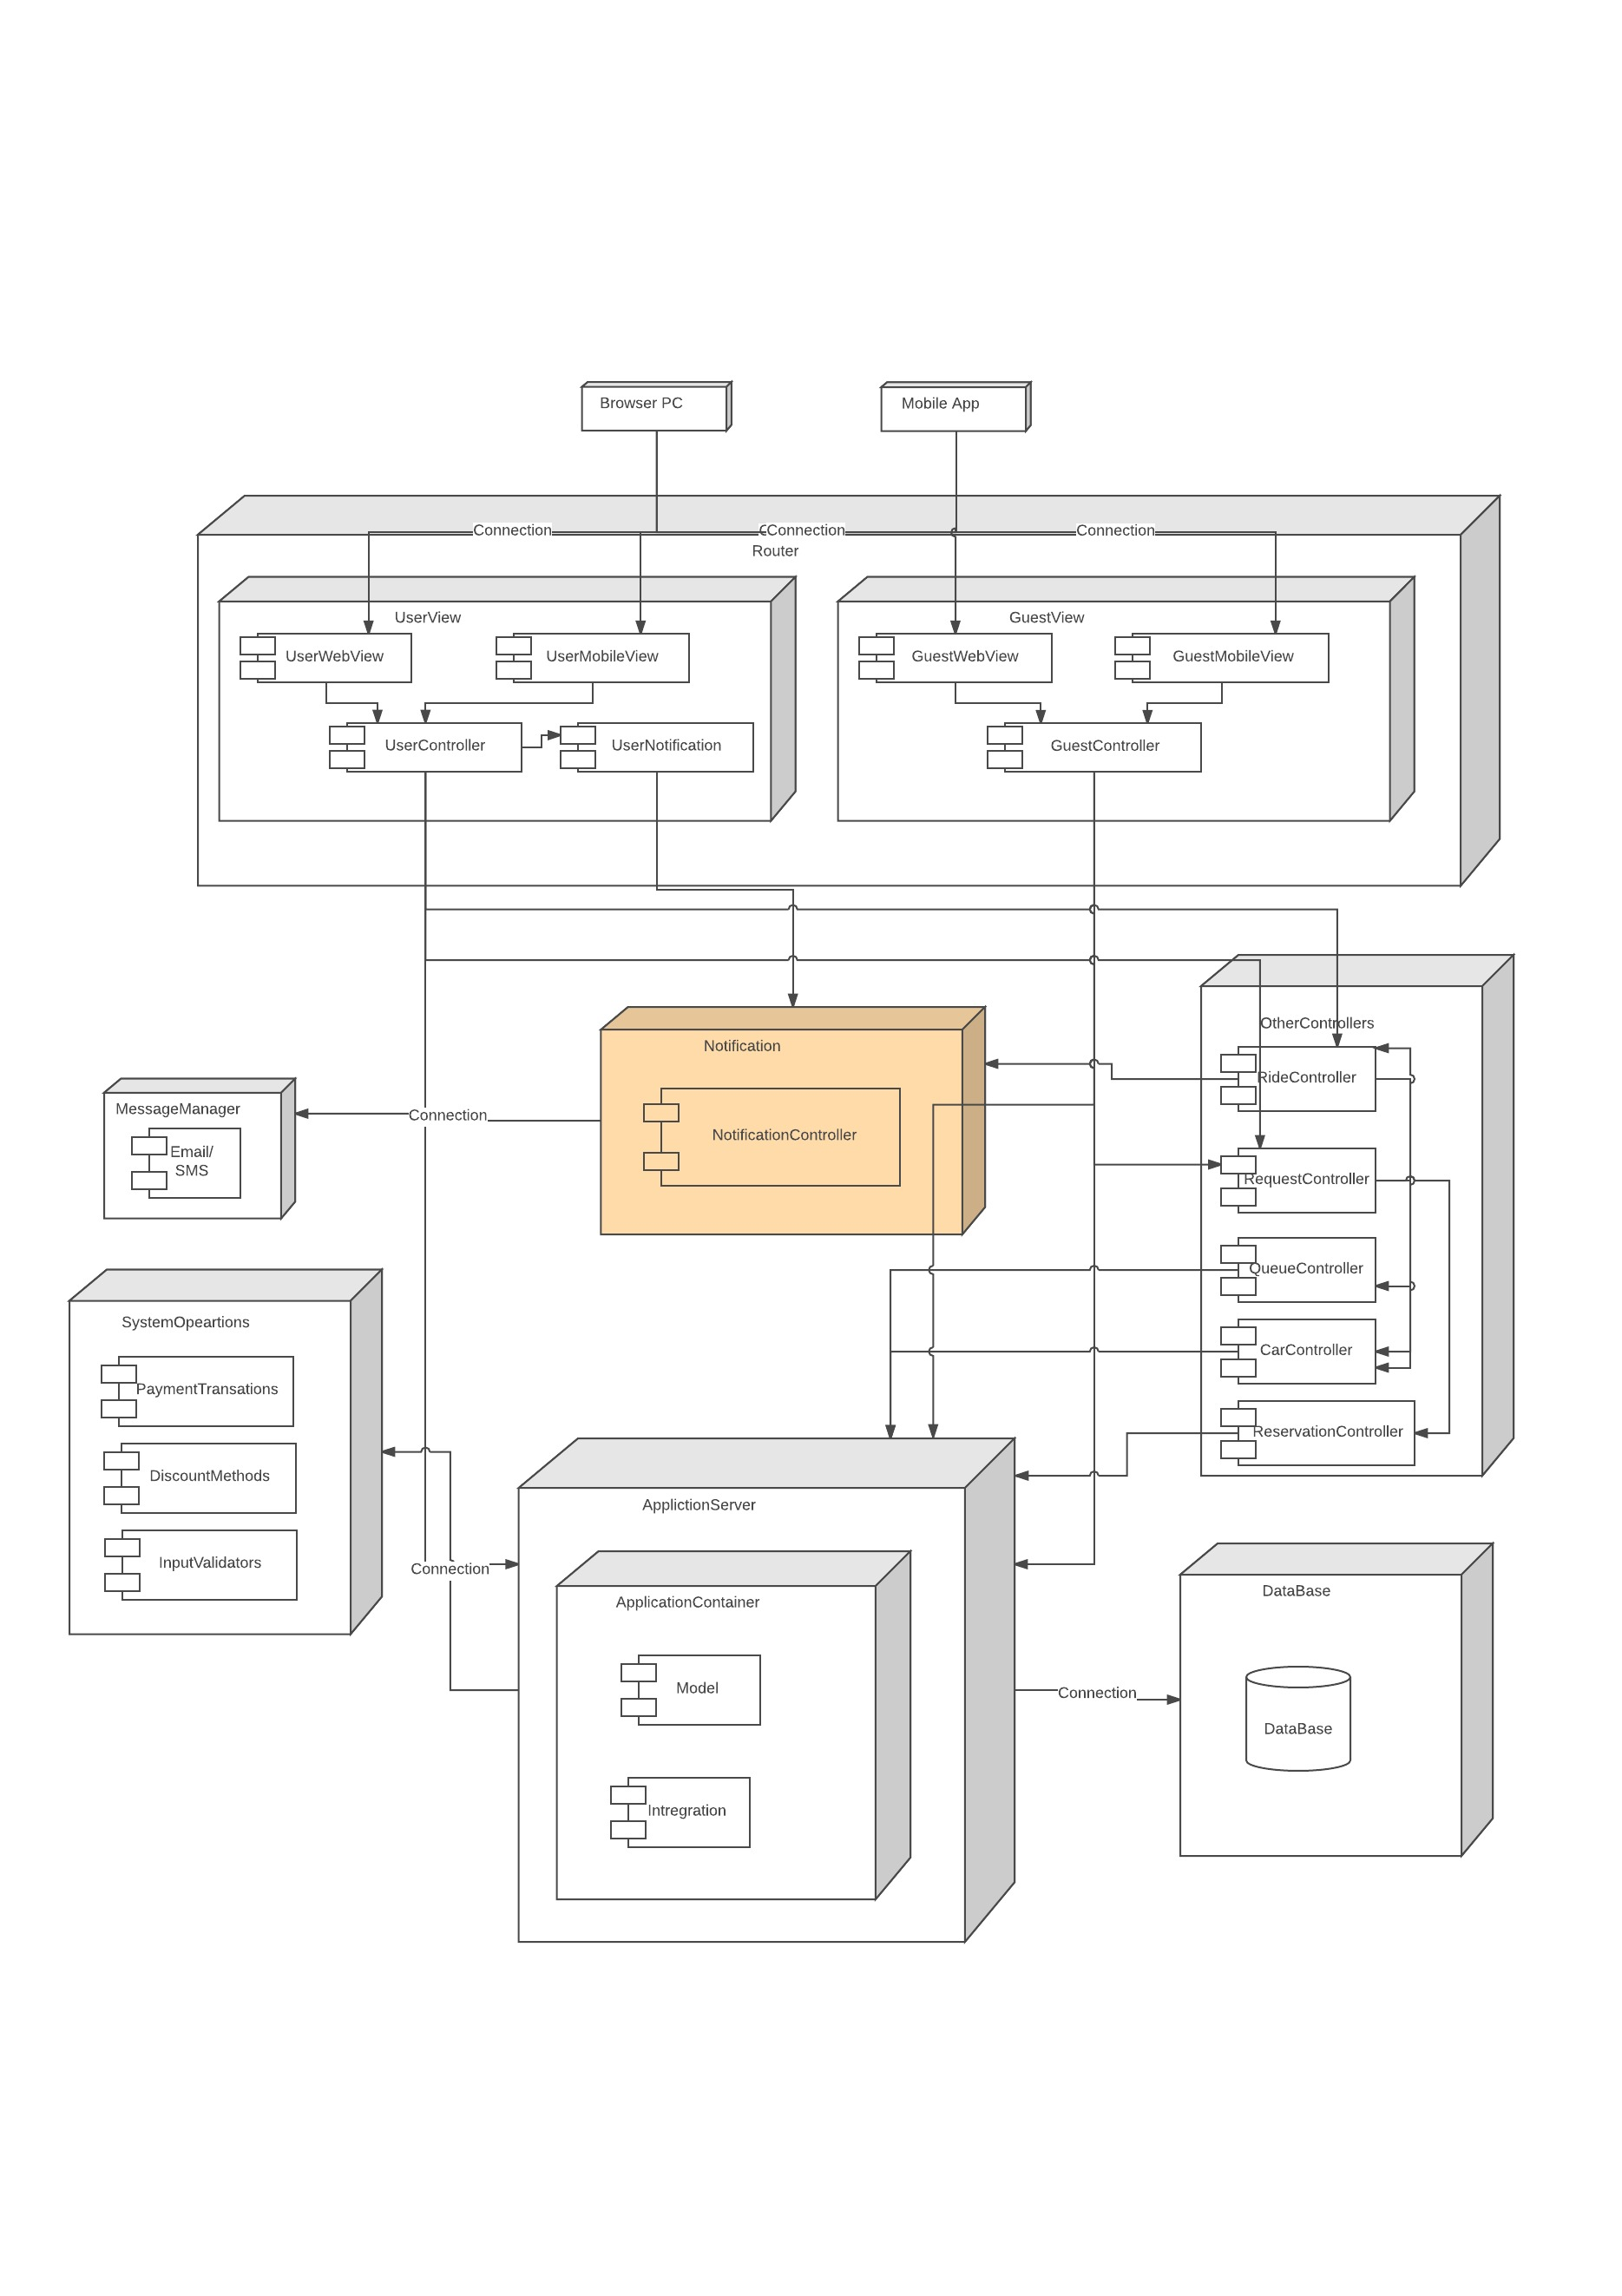 Browser PC
Mobile App
Connection
Connection
Connection
Router
UserView
GuestView
UserWebView
UserMobileView
GuestWebView
GuestMobileView
UserController
UserNotification
GuestController
OtherControllers
Notification
RideController
MessageManager
Connection
NotificationController
Email/
SMS
RequestController
QueueController
SystemOpeartions
CarController
PaymentTransations
ReservationController
DiscountMethods
ApplictionServer
InputValidators
Connection
ApplicationContainer
DataBase
Model
Connection
DataBase
Intregration